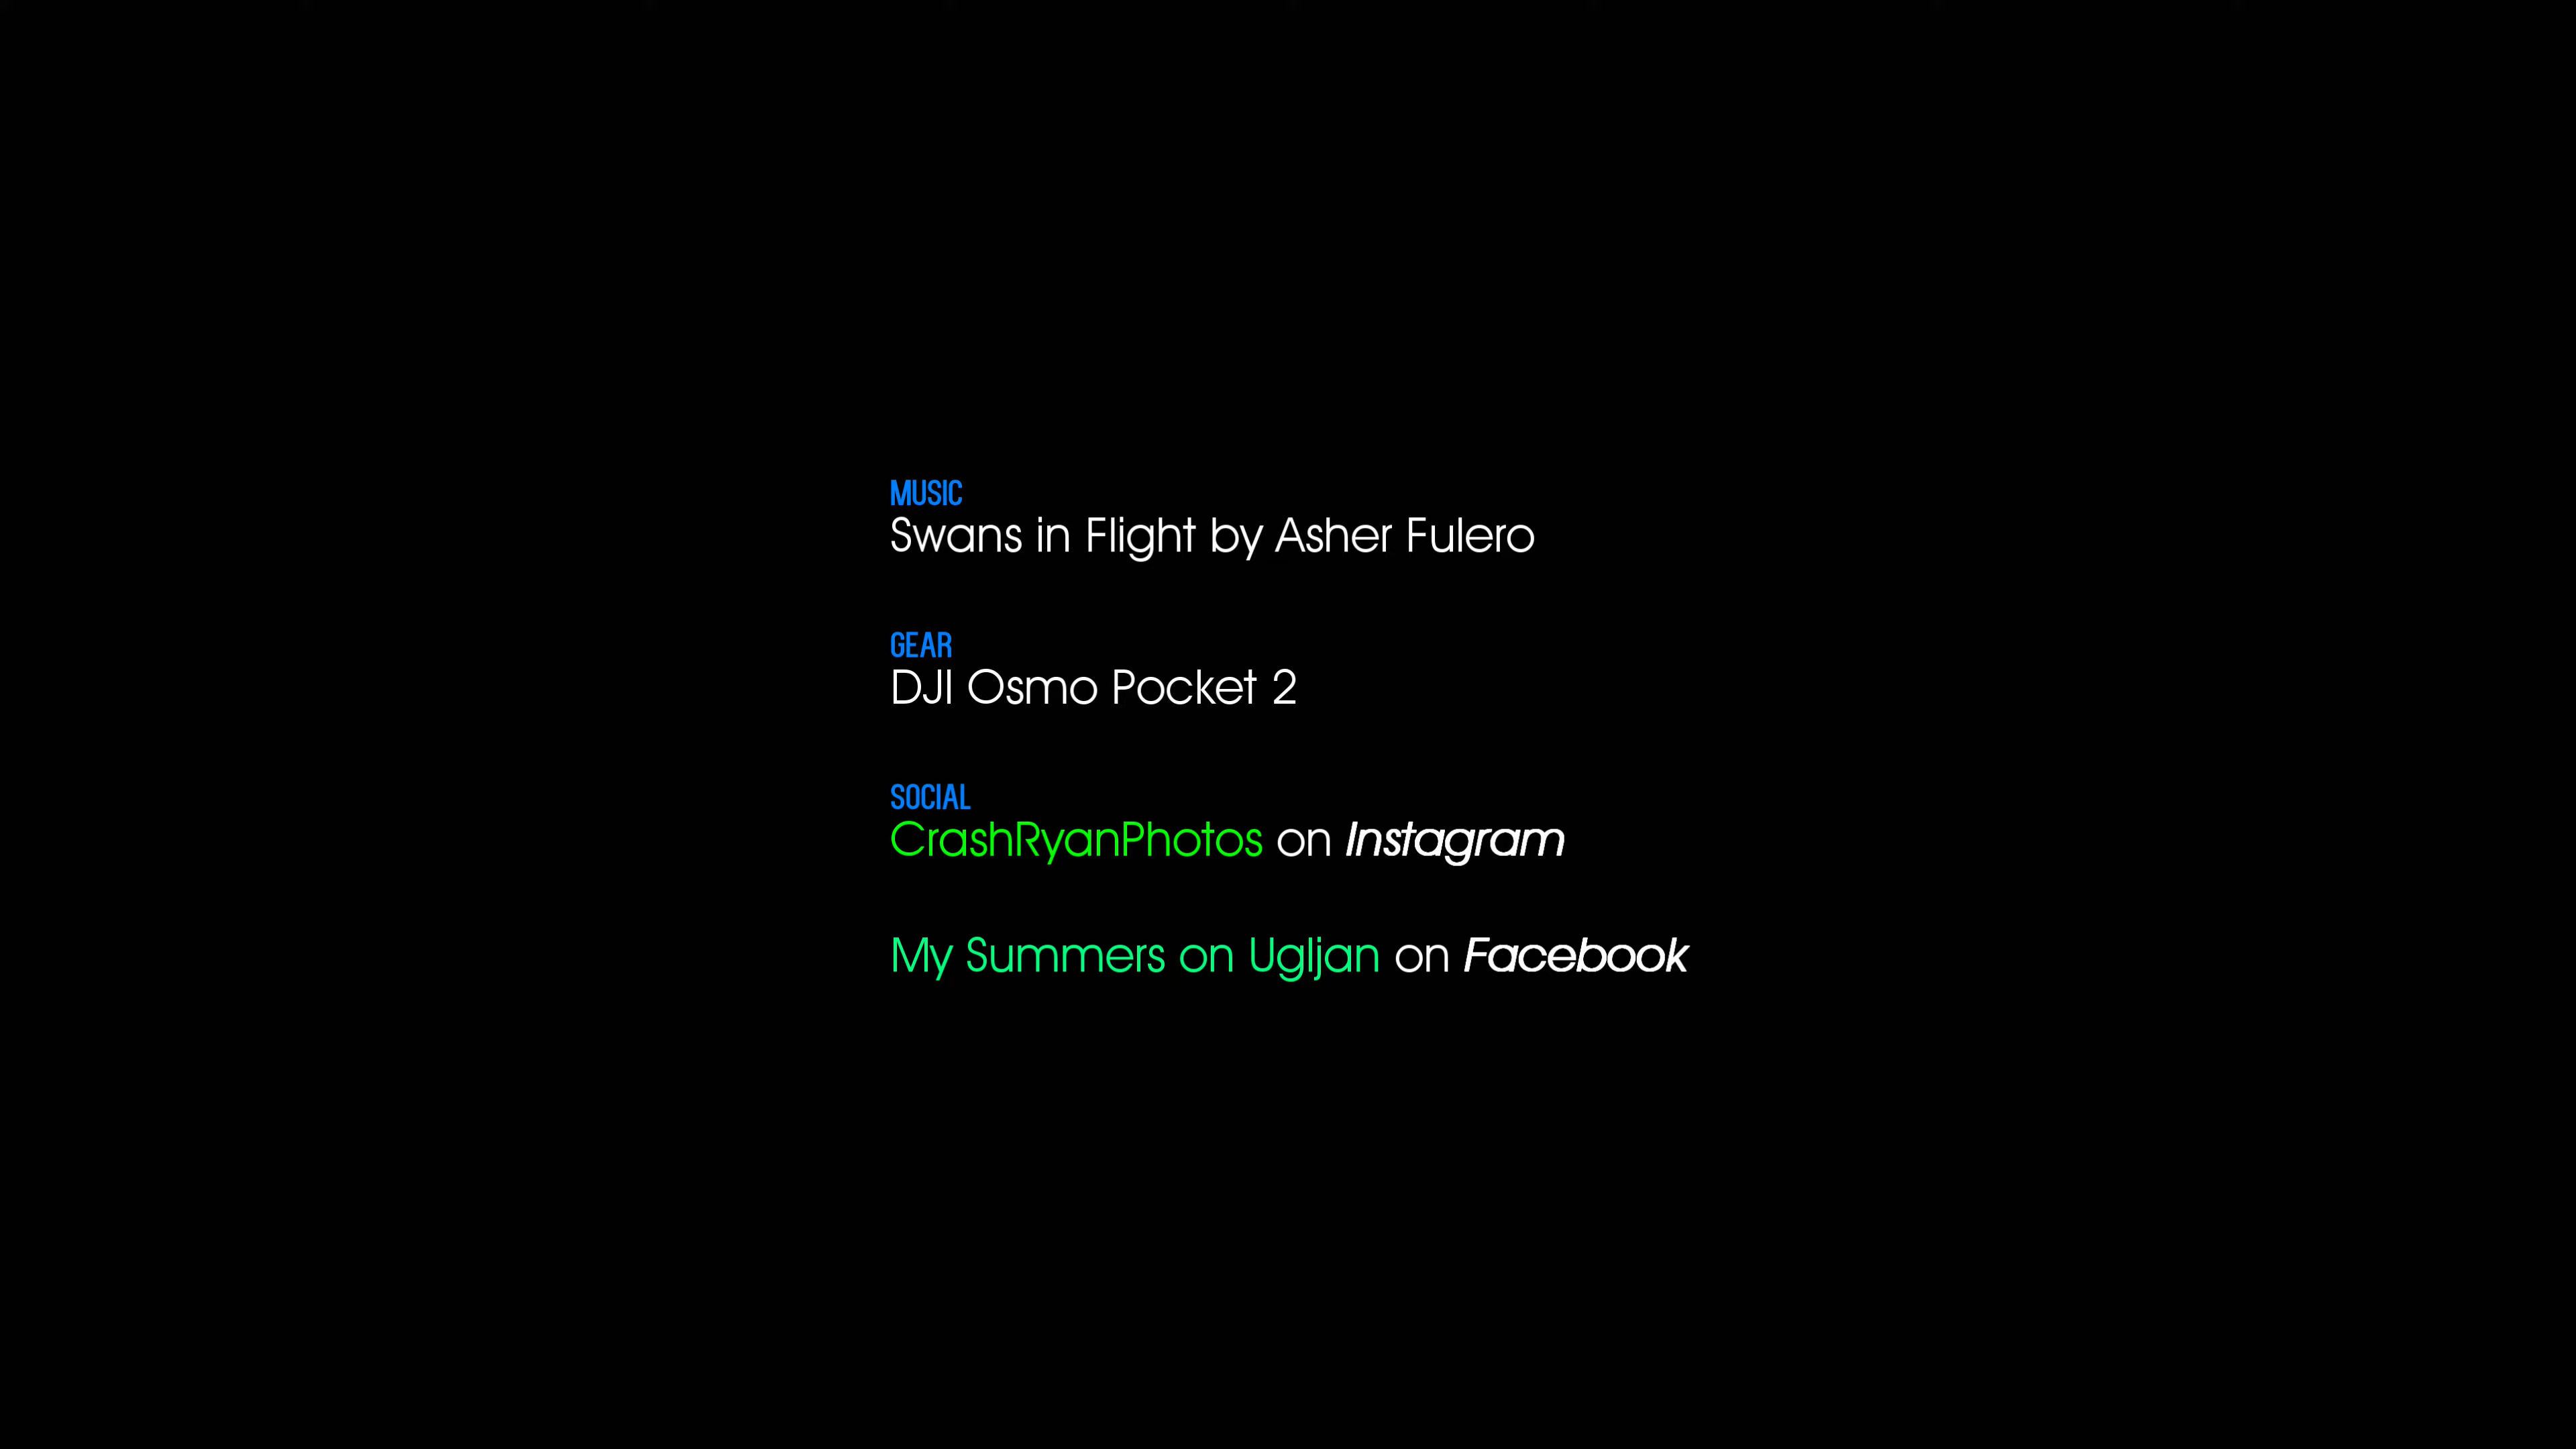 MUSIC
Swans in Flight by Asher Fulero
GEAR
DJI Osmo Pocket 2
SOCIAL
CrashRyanPhotos on Instagram
My Summers on Ugljan on Facebook